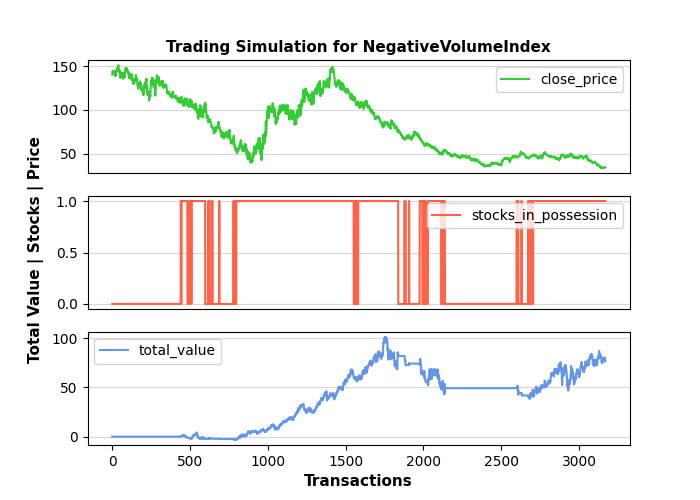 Trading Simulation for NegativeVolumeIndex
150
100
50
close_price
1.0
0.5
0.0
stocks_in_possession
100
50
0
total_value
0 500 1000 1500 2000 2500 3000
Transactions
Total Value | Stocks | Price